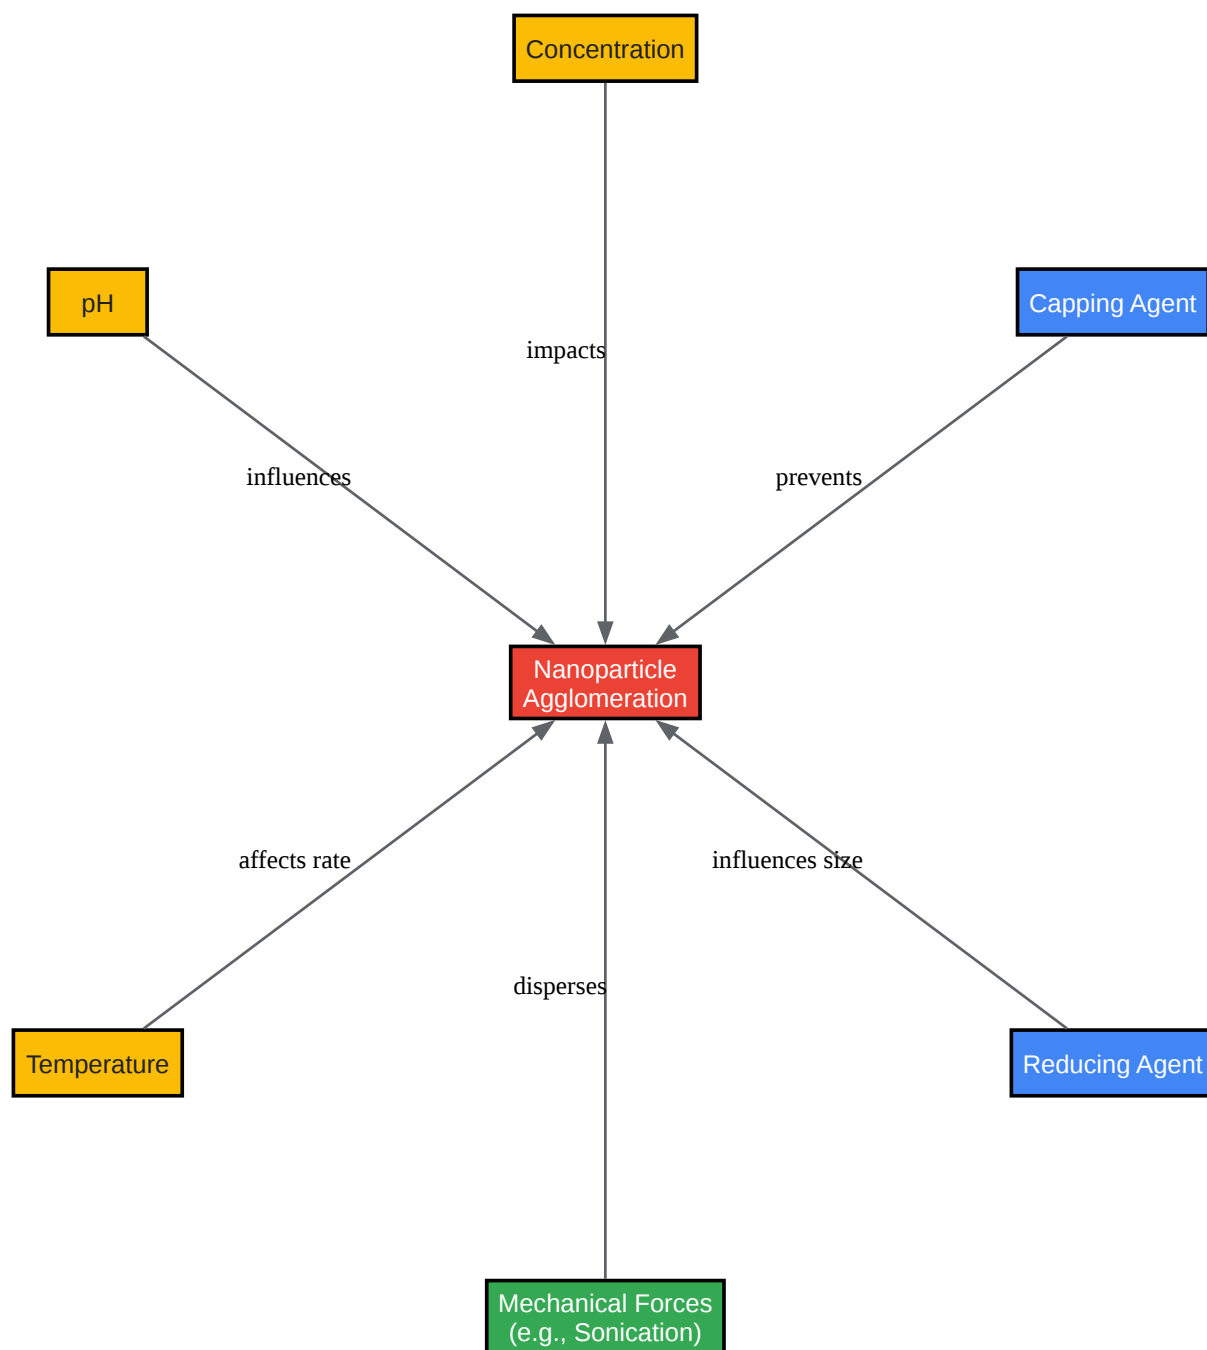 Concentration
pH
Capping Agent
impacts
influences
prevents
Nanoparticle
Agglomeration
affects rate
influences size
disperses
Temperature
Reducing Agent
Mechanical Forces
(e.g., Sonication)